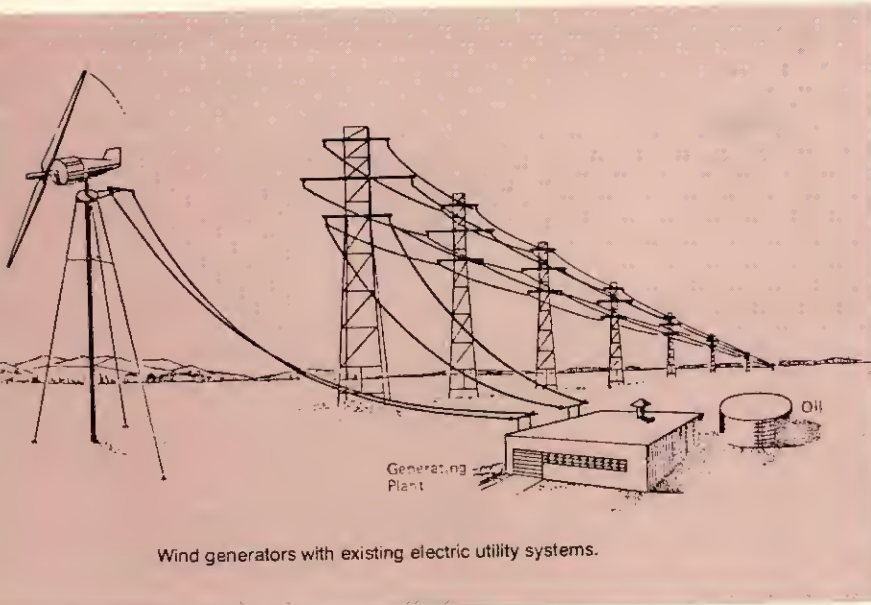 Oil
Generating
Plant
Wind generators with existing electric utility systems.